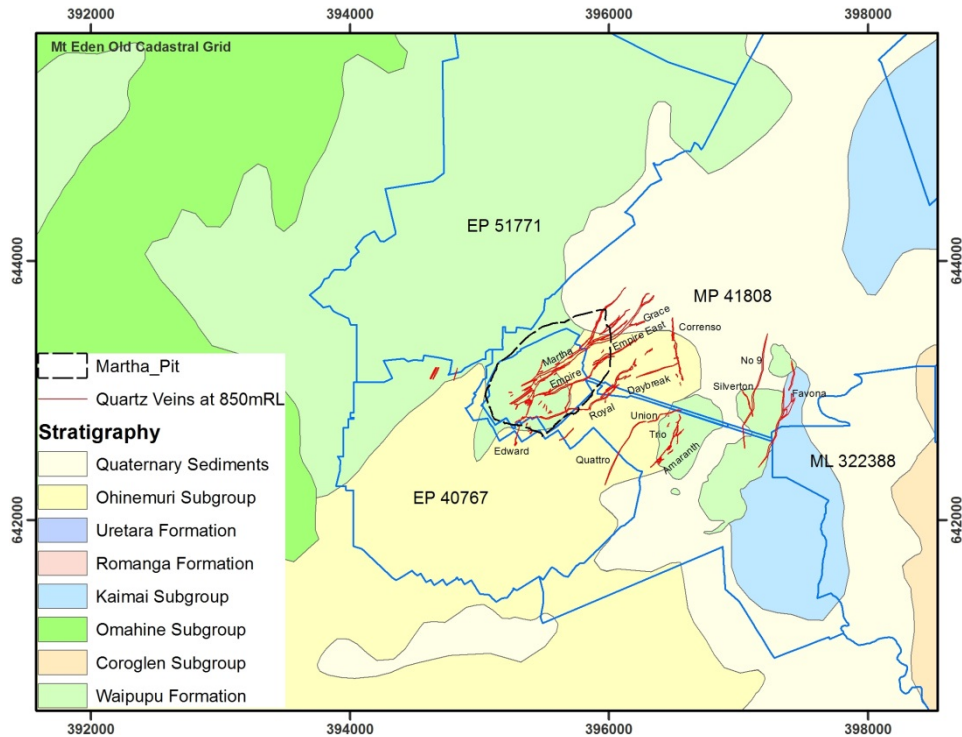 392000 394000 396000 398000
Mt Eden Old Cadastral Grid
644000
644000
EP 51771
MP 41808
Grace
Correnso
Empire East
Martha
No 9
Empire
Daybreak
Silverton
Favona
Royal
Union
Trio
Edward
Quattro
Amaranth
ML 322388
EP 40767
642000
642000
Martha_Pit
Quartz Veins at 850mRL
Stratigraphy
Quaternary Sediments
Ohinemuri Subgroup
Uretara Formation
Romanga Formation
Kaimai Subgroup
Omahine Subgroup
Coroglen Subgroup
Waipupu Formation
392000 394000 396000 398000